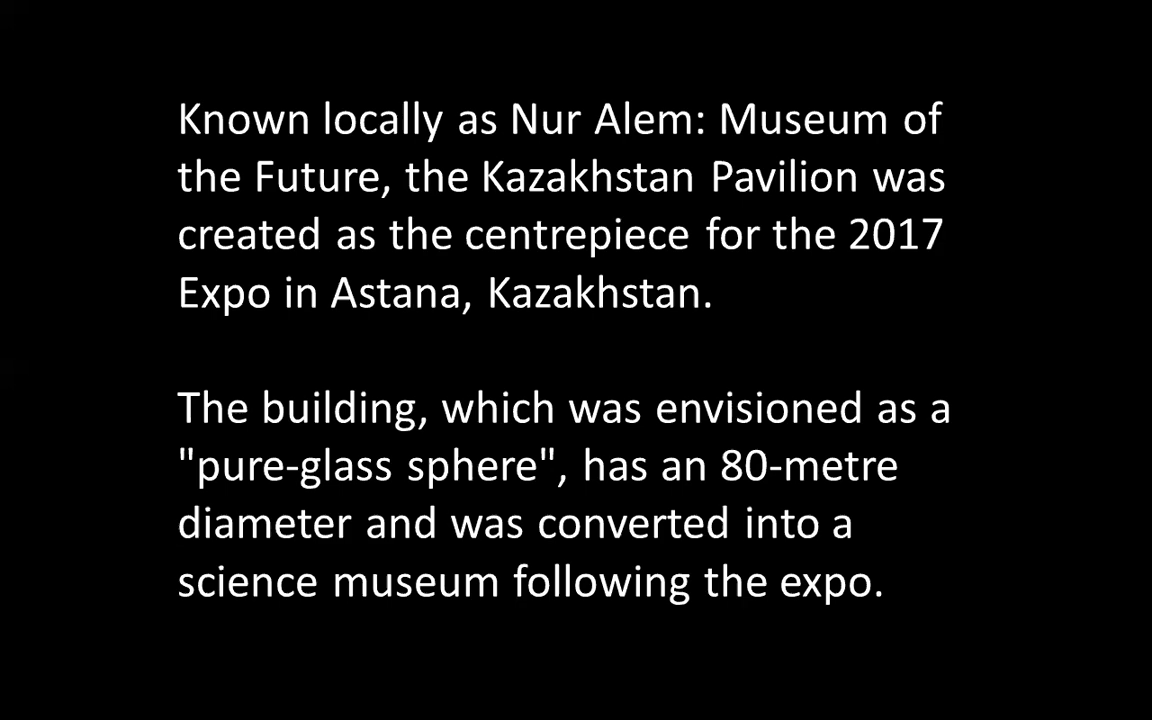 Known locally as Nur Alem: Museum of
the Future, the Kazakhstan Pavilion was
created as the centrepiece for the 2017
Expo in Astana, Kazakhstan.
The building, which was envisioned as a
"pure-glass sphere", has an 80-metre
diameter and was converted into a
science museum following the expo.